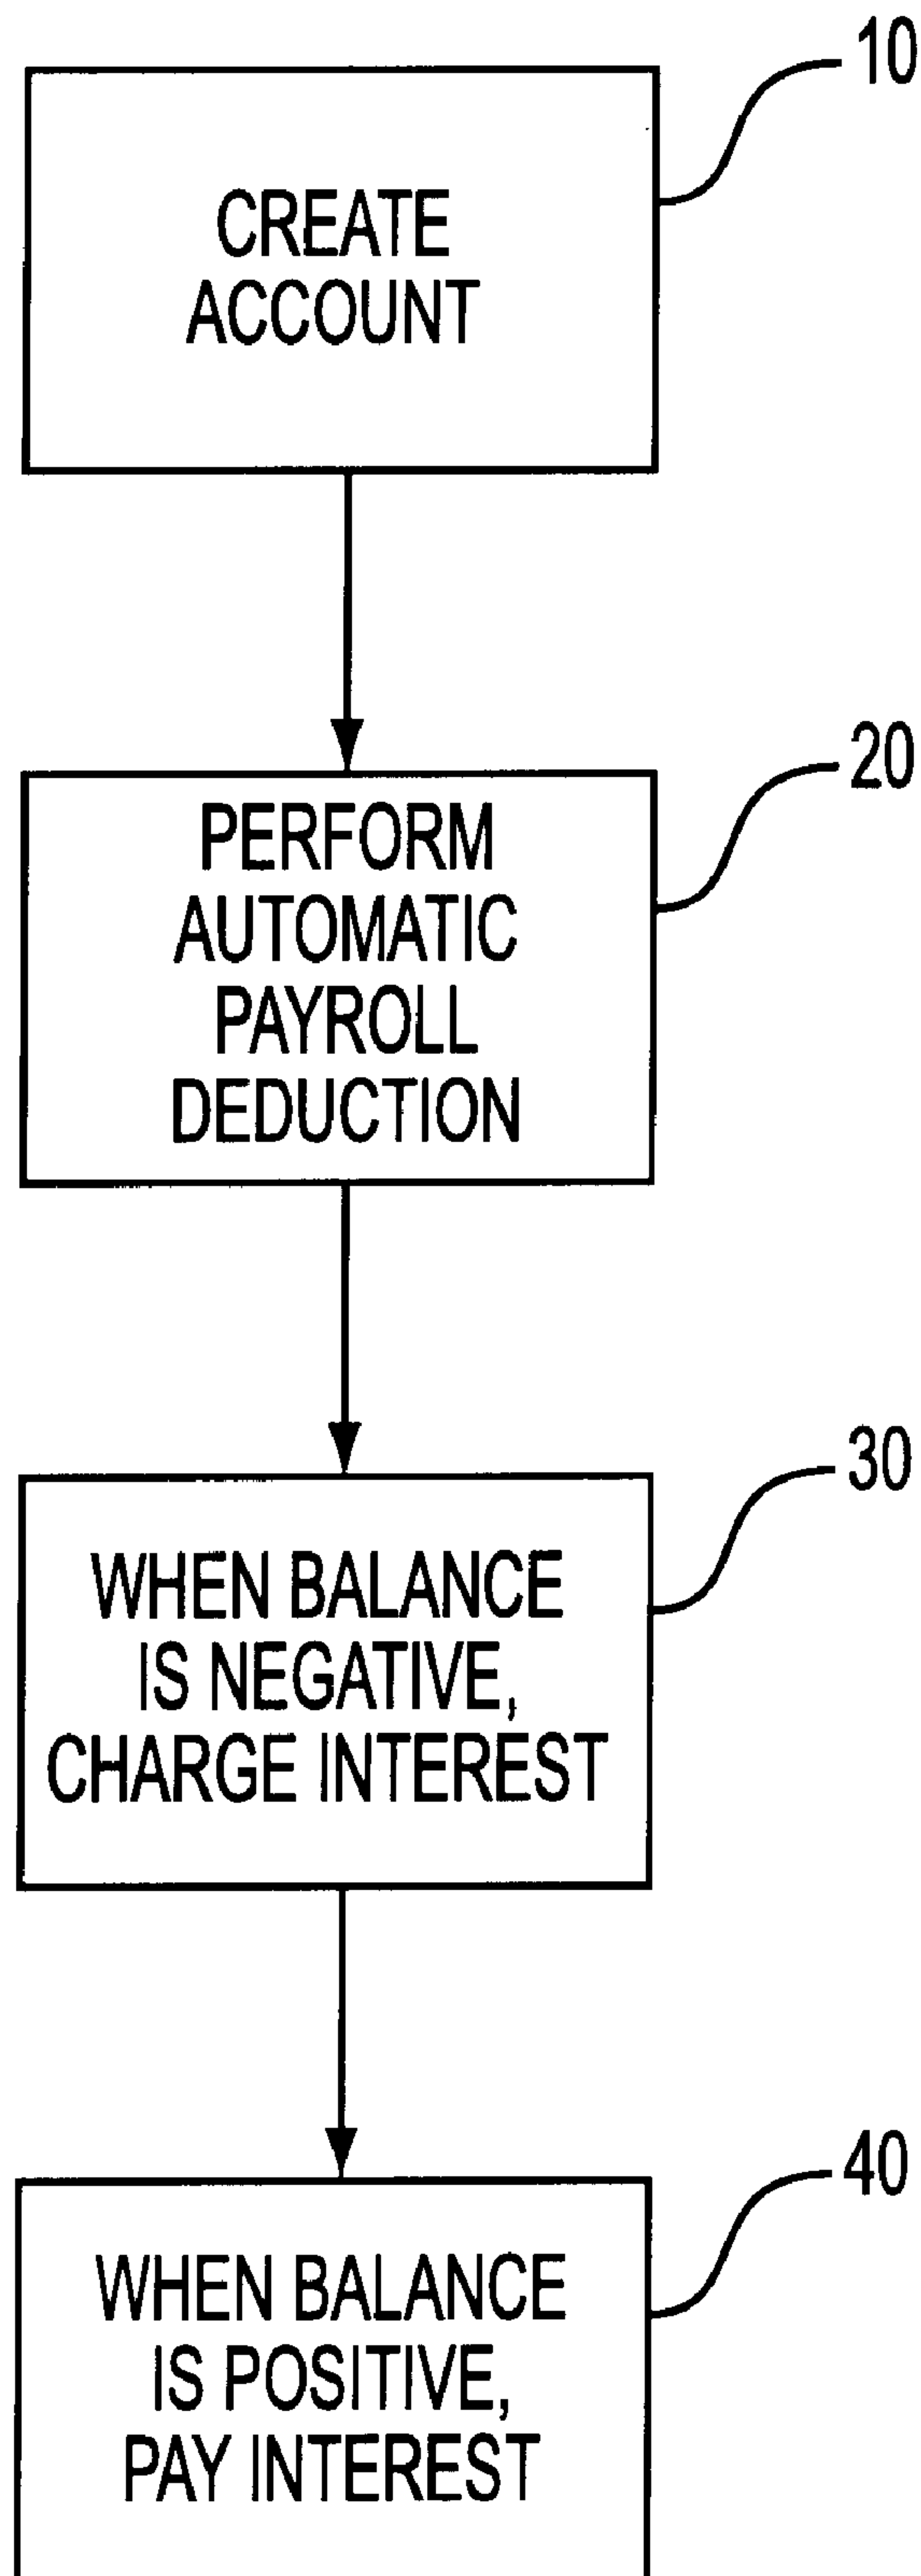 10
CREATE
ACCOUNT
20
PERFORM
AUTOMATIC
PAYROLL
DEDUCTION
30
WHEN BALANCE
IS NEGATIVE,
CHARGE INTEREST
40
WHEN BALANCE
IS POSITIVE,
PAY INTEREST